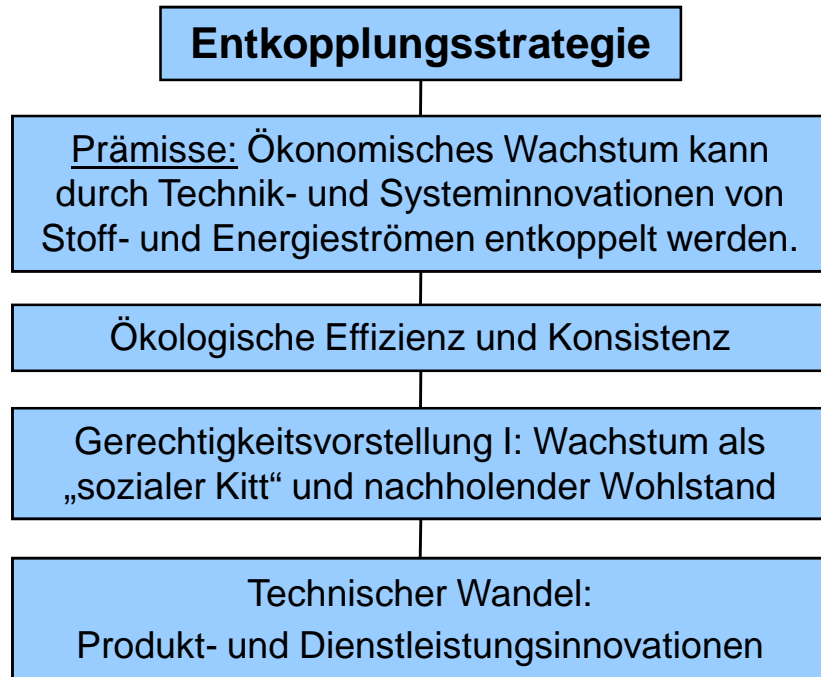 Entkopplungsstrategie
Prämisse: Ökonomisches Wachstum kann
durch Technik- und Systeminnovationen von
Stoff- und Energieströmen entkoppelt werden.
Ökologische Effizienz und Konsistenz
Gerechtigkeitsvorstellung I: Wachstum als
„sozialer Kitt“ und nachholender Wohlstand
Technischer Wandel:
Produkt- und Dienstleistungsinnovationen